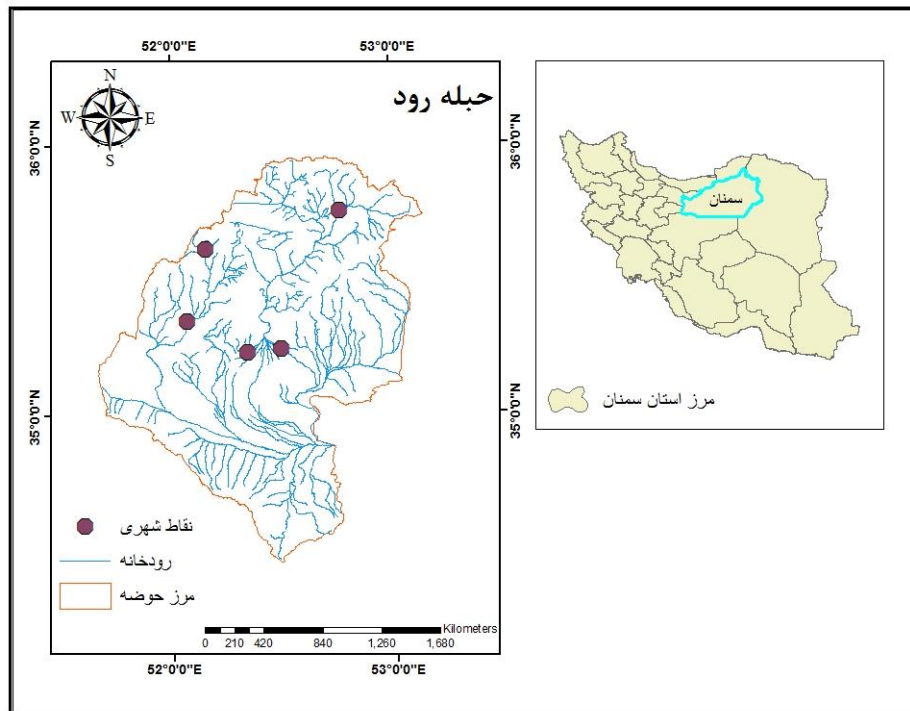 52°0'0"E 53°0'0"E
حبله رود
N
W E
S
36°0'0"N
36°0'0"N
سمنان
مرز استان سمنان
35°0'0"N
35°0'0"N
نقاط شهری
رودخانه
مرز حوضه
Kilometers
0 210 420 840 1,260 1,680
52°0'0"E 53°0'0"E